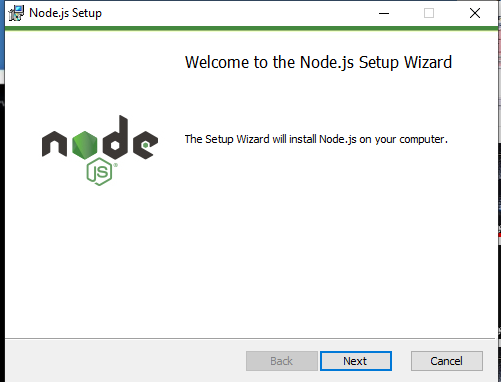 Node.js Setup
Welcome to the Node.js Setup Wizard
The Setup Wizard will install Node.js on your computer.
node
JS®
Back
Next
Cancel